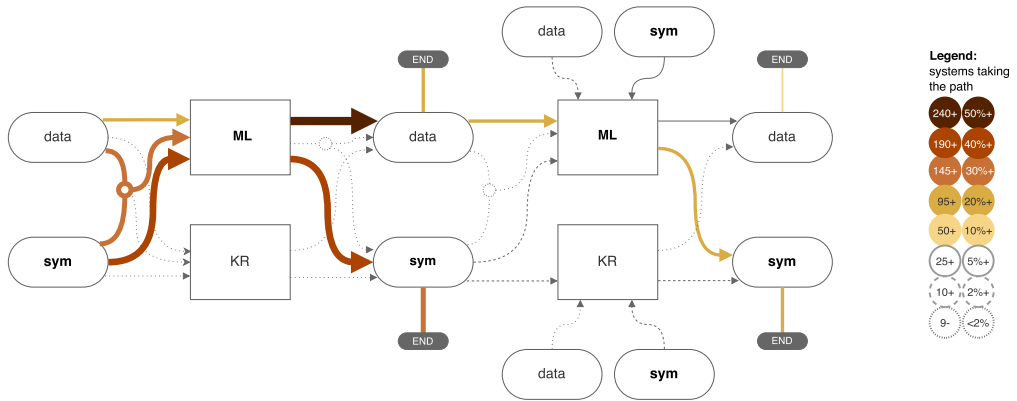 data
sym
END
END
Legend:
systems taking
the path
data
ML
data
ML
data
240+ 50%+
190+ 40%+
145+ 30%+
95+ 20%+
50+ 10%+
sym
KR
sym
KR
sym
25+ 5%+
10+ 2%+
9- <2%
END
END
data
sym